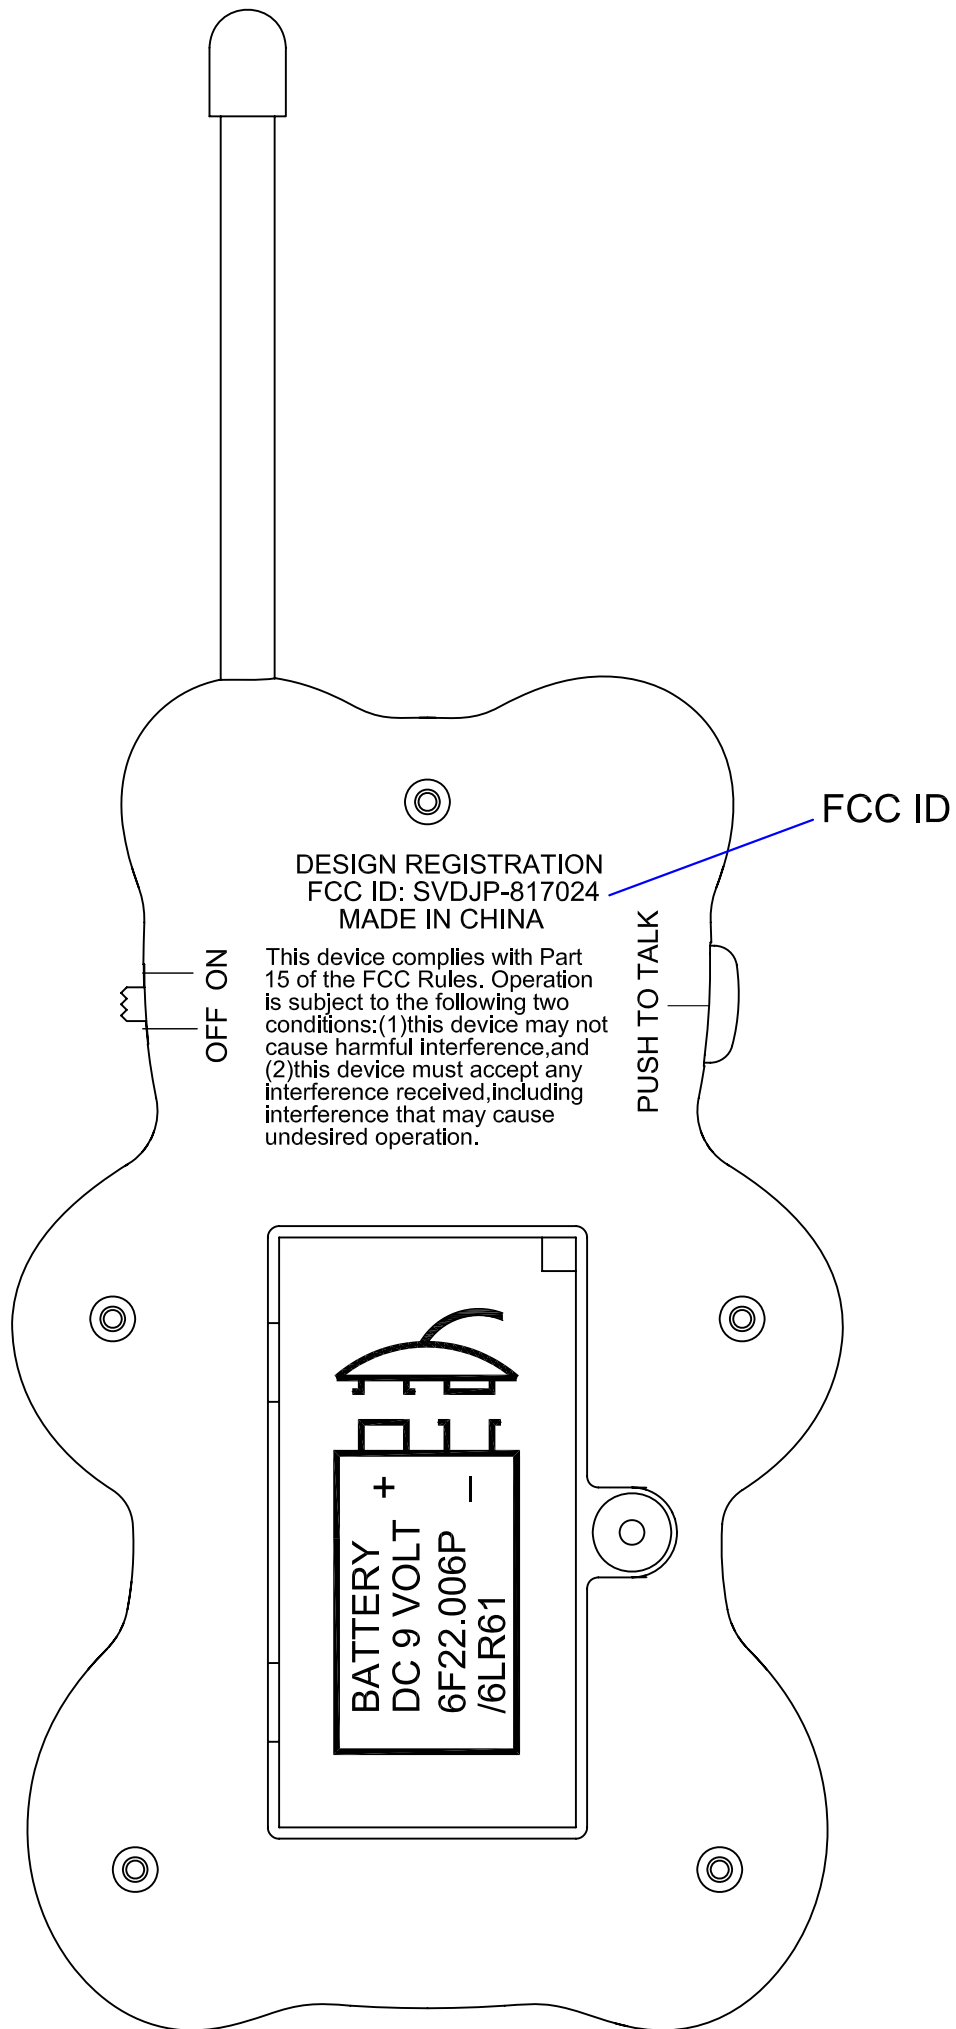 FCC ID
DESIGN REGISTRATION
FCC ID: SVDJP-817024
MADE IN CHINA
This device complies with Part
15 of the FCC Rules. Operation
is subject to the following two
conditions:(1)this device may not
cause harmful interference,and
(2)this device must accept any
interference received,including
interference that may cause
undesired operation.
OFF ON
PUSH TO TALK
+ –
BATTERY
DC 9 VOLT
6F22.006P
/6LR61